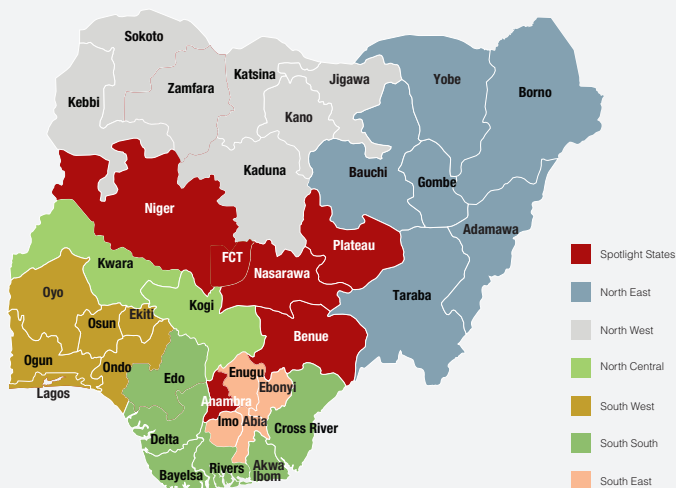 Sokoto
Katsina
Jigawa
Yobe
Borno
Kebbi
Zamfara
Kano
Kaduna
Bauchi
Gombe
Niger
Adamawa
FCT
Plateau
Kwara
Nasarawa
Taraba
Oyo
Kogi
Osun
Ekiti
Benue
Ogun
Ondo
Lagos
Edo
Enugu
Ebonyi
Anambra
Imo
Abia
Cross River
Delta
Bayelsa
Rivers
Akwa
Ibom
Spotlight States
North East
North West
North Central
South West
South South
South East